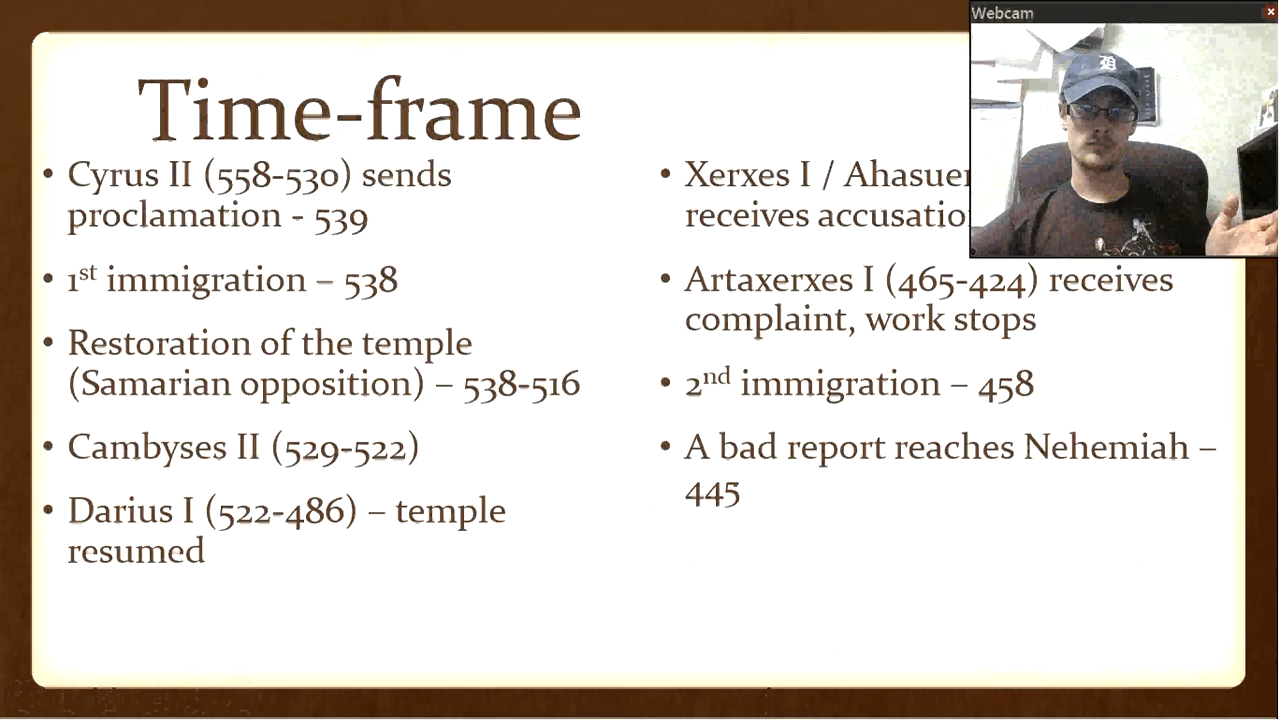 Webcam
Time-frame
• Cyrus II (558-530) sends
proclamation - 539
• 1st immigration – 538
• Restoration of the temple
(Samarian opposition) – 538-516
• Cambyses II (529-522)
• Darius I (522-486) – temple
resumed
• Xerxes I /
receives
• Artaxerxes I (465-424) receives
complaint, work stops
• 2nd immigration – 458
• A bad report reaches Nehemiah –
445
D